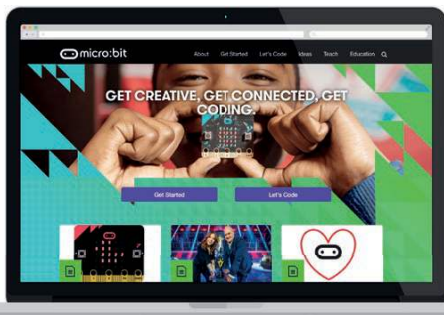 micro:bit
About Get Started Let's Code Ideas Teach Education
GET CREATIVE, GET CONNECTED, GET
CODING.
Get Started Let's Code